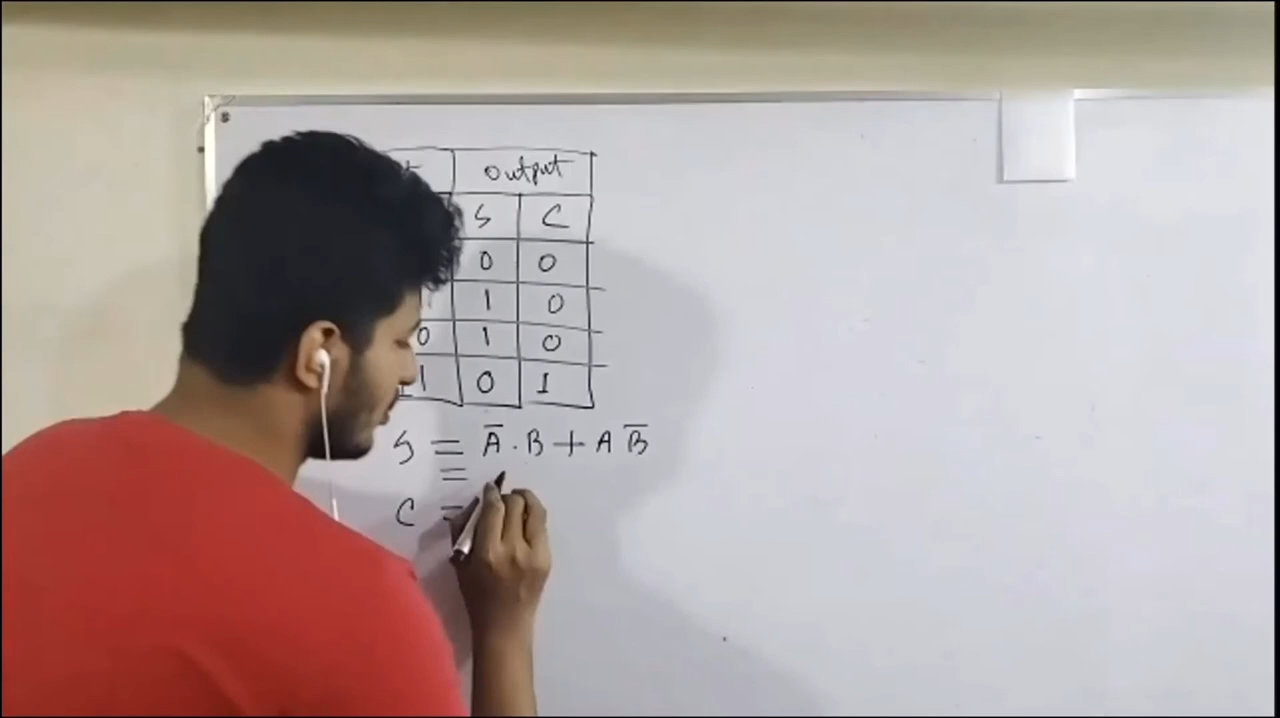 output
S C
0 0
1 0
0 1 0
1 0 1
S = A̅ . B + A B̅
=
C =